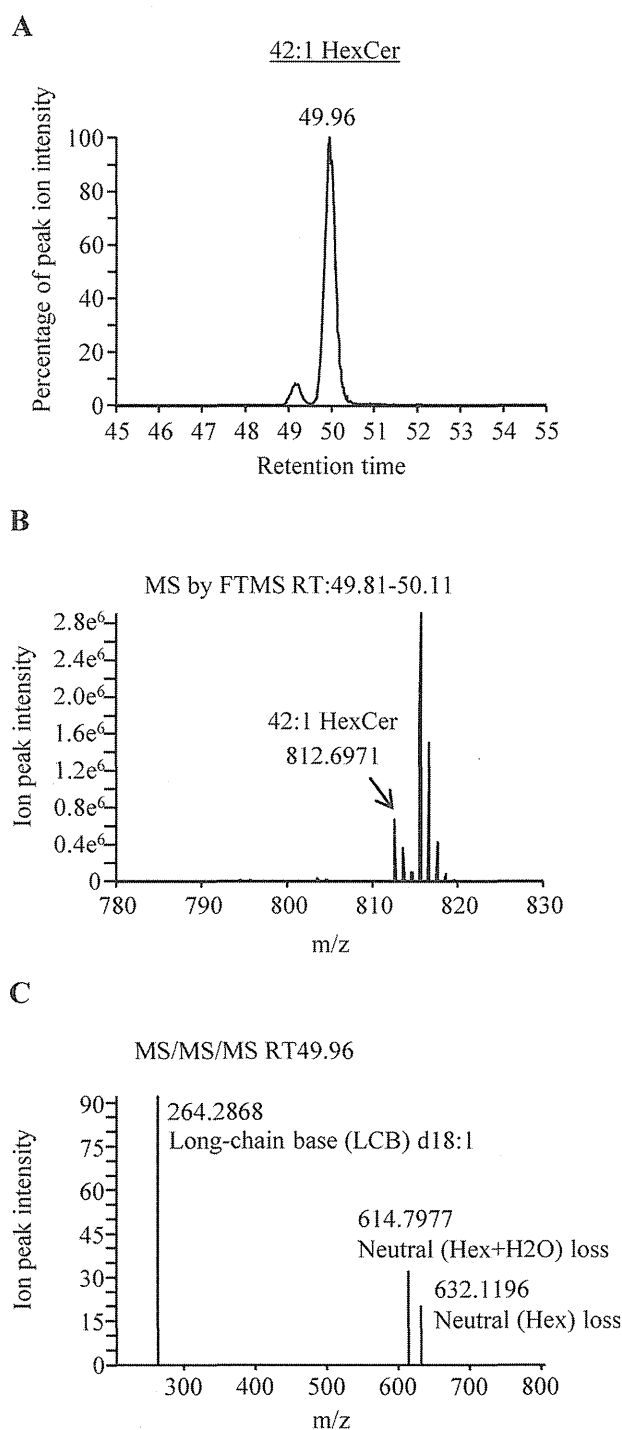 A
42:1 HexCer
49.96
Percentage of peak ion intensity
100
80
60
40
20
0
45 46 47 48 49 50 51 52 53 54 55
Retention time
B
MS by FTMS RT:49.81-50.11
Ion peak intensity
2.8e6
2.4e6
2.0e6
1.6e6
1.2e6
0.8e6
0.4e6
0
42:1 HexCer
812.6971
780 790 800 810 820 830
m/z
C
MS/MS/MS RT49.96
Ion peak intensity
90
75
60
45
30
15
0
264.2868
Long-chain base (LCB) d18:1
614.7977
Neutral (Hex+H2O) loss
632.1196
Neutral (Hex) loss
300 400 500 600 700 800
m/z